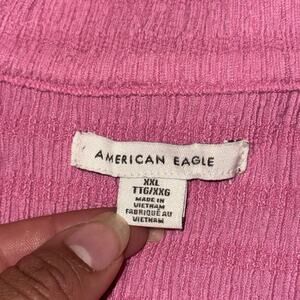 AMERICAN EAGLE
XXL
TTG/XXG
MADE IN
VIETNAM
FABRIQUÉ AU
VIETNAM